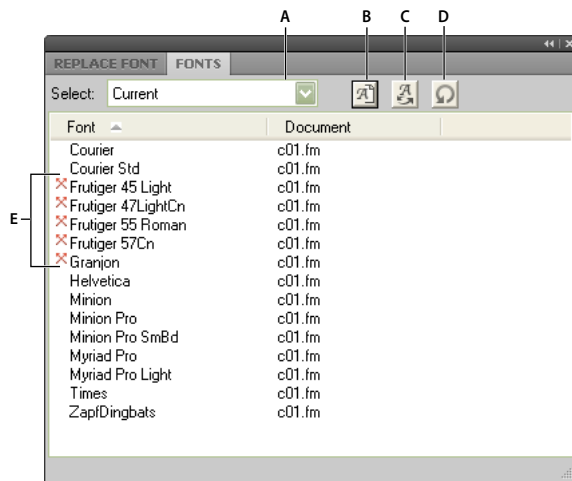 A B C D
REPLACE FONT FONTS
Select: Current
Font Document
Courier c01.fm
Courier Std c01.fm
Frutiger 45 Light c01.fm
Frutiger 47LightCn c01.fm
E Frutiger 55 Roman c01.fm
Frutiger 57Cn c01.fm
Granjon c01.fm
Helvetica c01.fm
Minion c01.fm
Minion Pro c01.fm
Minion Pro SmBd c01.fm
Myriad Pro c01.fm
Myriad Pro Light c01.fm
Times c01.fm
ZapfDingbats c01.fm